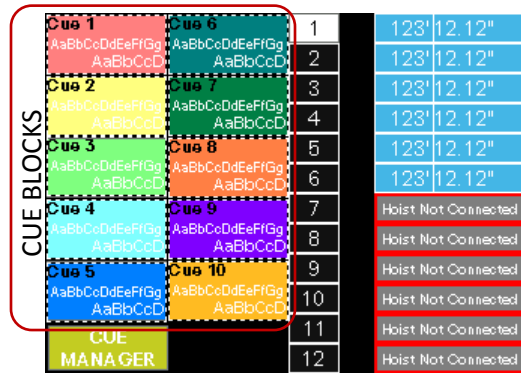 CUE BLOCKS
Cue 1
AaBbCcDdEeFfGg
AaBbCcD
Cue 2
AaBbCcDdEeFfGg
AaBbCcD
Cue 3
AaBbCcDdEeFfGg
AaBbCcD
Cue 4
AaBbCcDdEeFfGg
AaBbCcD
Cue 5
AaBbCcDdEeFfGg
AaBbCcD
CUE
MANAGER
Cue 6
AaBbCcDdEeFfGg
AaBbCcD
Cue 7
AaBbCcDdEeFfGg
AaBbCcD
Cue 8
AaBbCcDdEeFfGg
AaBbCcD
Cue 9
AaBbCcDdEeFfGg
AaBbCcD
Cue 10
AaBbCcDdEeFfGg
AaBbCcD
1 123' 12.12"
2 123' 12.12"
3 123' 12.12"
4 123' 12.12"
5 123' 12.12"
6 123' 12.12"
7 Hoist Not Connected
8 Hoist Not Connected
9 Hoist Not Connected
10 Hoist Not Connected
11 Hoist Not Connected
12 Hoist Not Connected